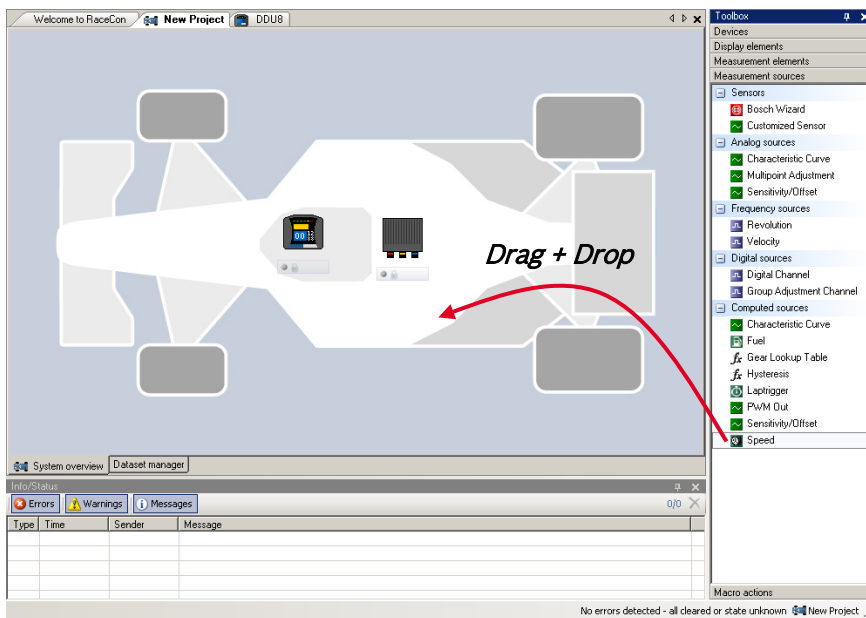 Welcome to RaceCon
New Project
DDU8
Toolbox
Devices
Display elements
Measurement elements
Measurement sources
Sensors
Bosch Wizard
Customized Sensor
Analog sources
Characteristic Curve
Multipoint Adjustment
Sensitivity/Offset
Frequency sources
Revolution
Velocity
Digital sources
Digital Channel
Group Adjustment Channel
Computed sources
Characteristic Curve
Fuel
fx Gear Lookup Table
fx Hysteresis
Laptrigger
PWM Out
Sensitivity/Offset
Speed
Macro actions
00
Drag + Drop
System overview
Dataset manager
Info/Status
Errors
Warnings
Messages
0/0
Type Time Sender Message
No errors detected - all cleared or state unknown New Project